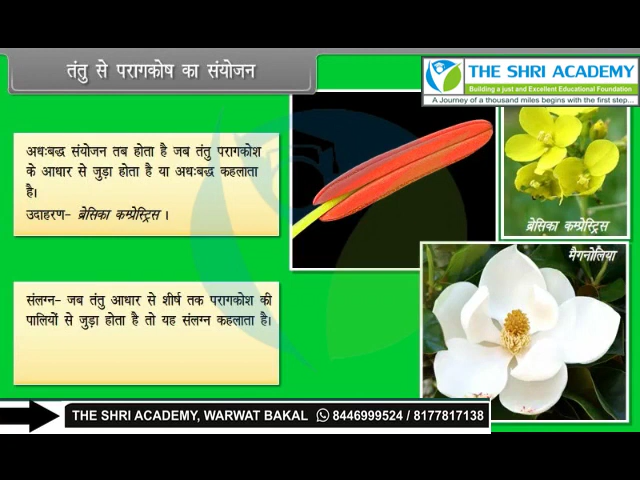 तंतु से परागकोष का संयोजन
THE SHRI ACADEMY
Building a just and Excellent Educational Foundation
A Journey of a thousand miles begins with the first step...
अधःबद्ध संयोजन तब होता है जब तंतु परागकोश
के आधार से जुड़ा होता है या अधःबद्ध कहलाता
है।
उदाहरण- ब्रेसिका कम्प्रेस्ट्रिस ।
ब्रेसिका कम्प्रेस्ट्रिस
मैगनोलिया
संलग्न- जब तंतु आधार से शीर्ष तक परागकोश की
पालियों से जुड़ा होता है तो यह संलग्न कहलाता है।
THE SHRI ACADEMY, WARWAT BAKAL 8446999524 / 8177817138